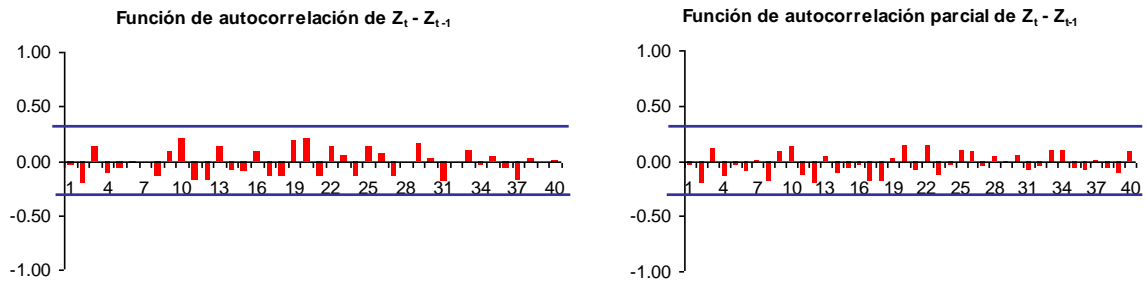 Función de autocorrelación de Zt - Zt-1
1.00
0.50
0.00
-0.50
-1.00
1 4 7 10 13 16 19 22 25 28 31 34 37 40
Función de autocorrelación parcial de Zt - Zt-1
1.00
0.50
0.00
-0.50
-1.00
1 4 7 10 13 16 19 22 25 28 31 34 37 40